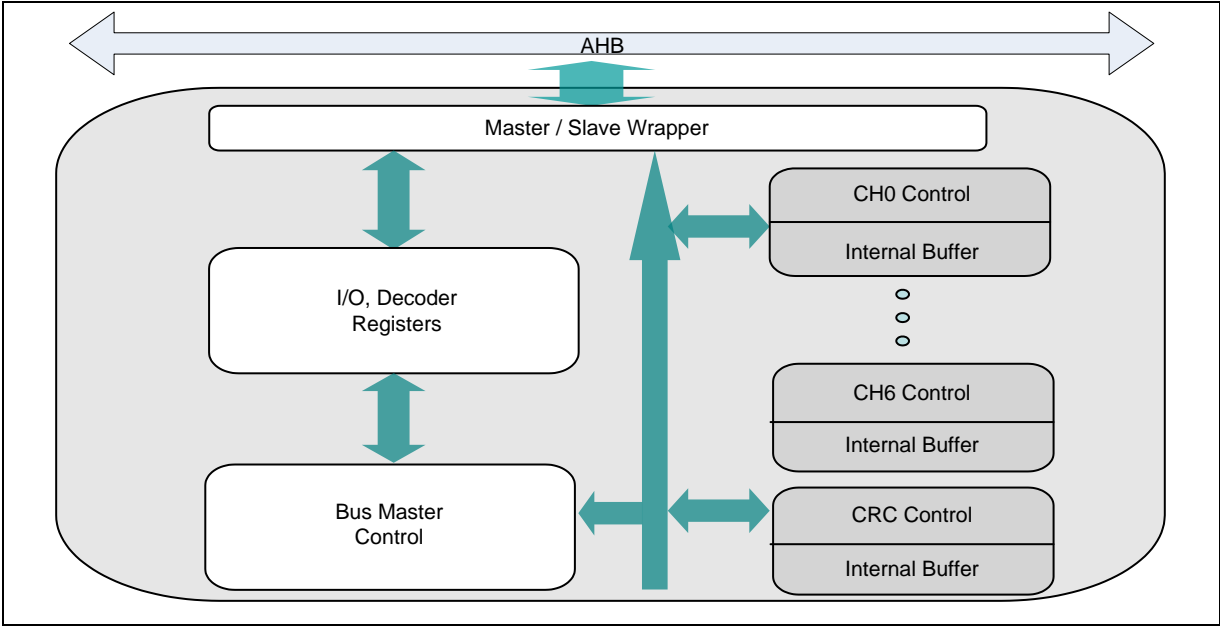 AHB
Master / Slave Wrapper
CH0 Control
Internal Buffer
I/O, Decoder
Registers
CH6 Control
Internal Buffer
Bus Master
Control
CRC Control
Internal Buffer